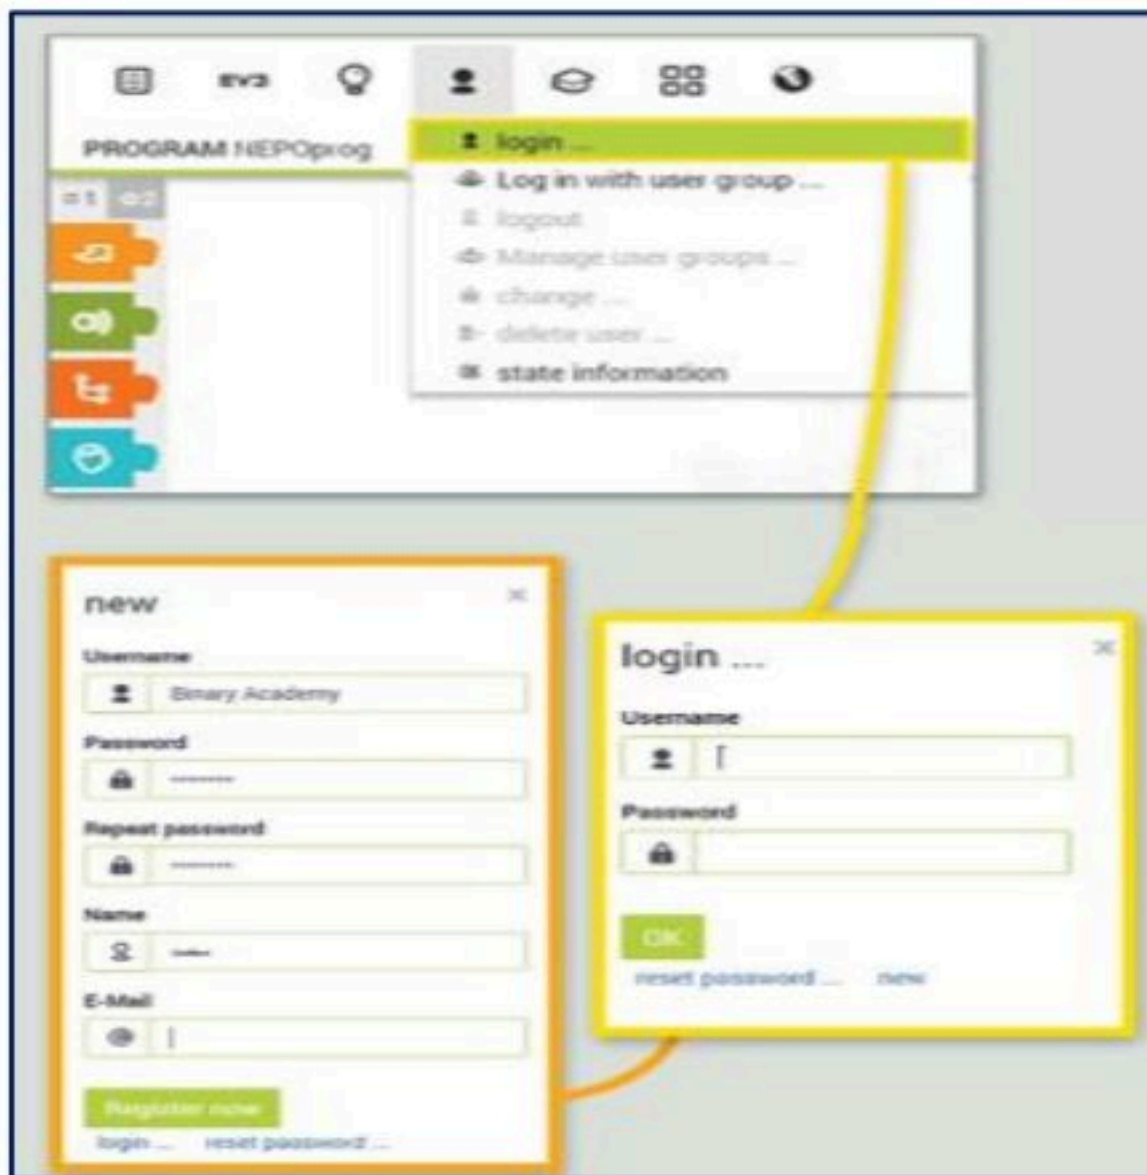 EV3
PROGRAM NEPOprog
login ...
Log in with user group ...
logout
Manage user groups ...
change ...
delete user ...
state information
1 2
new
Username
Binary Academy
Password
Repeat password
Name
E-Mail
Register now
login ... reset password ...
login ...
Username
Password
OK
reset password ... new